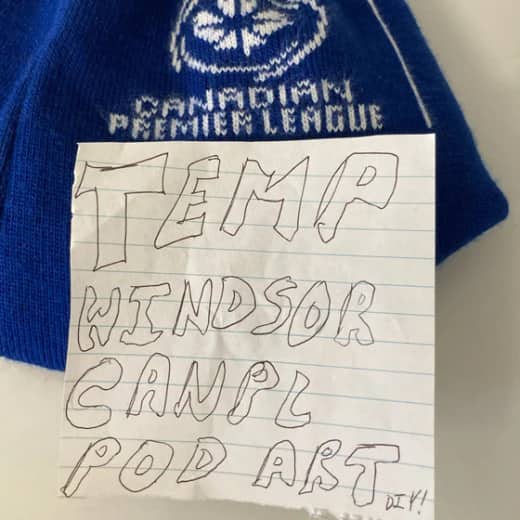 CANADIAN
PREMIER LEAGUE
TEMP
WINDSOR
CANPL
POD ART DIY!